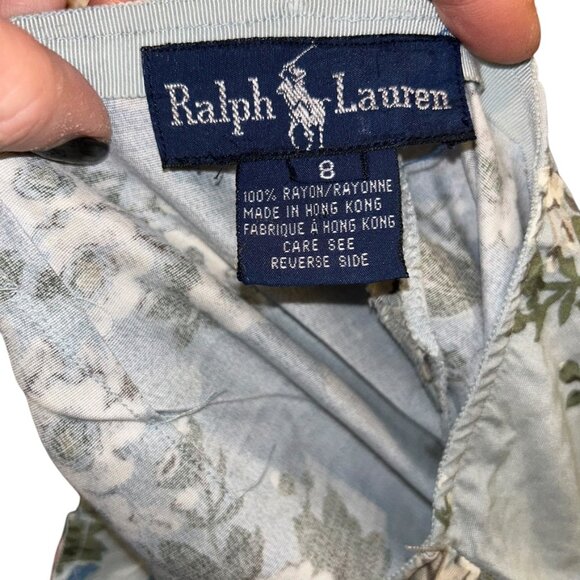 Ralph Lauren
8
100% RAYON/RAYONNE
MADE IN HONG KONG
FABRIQUE À HONG KONG
CARE SEE
REVERSE SIDE